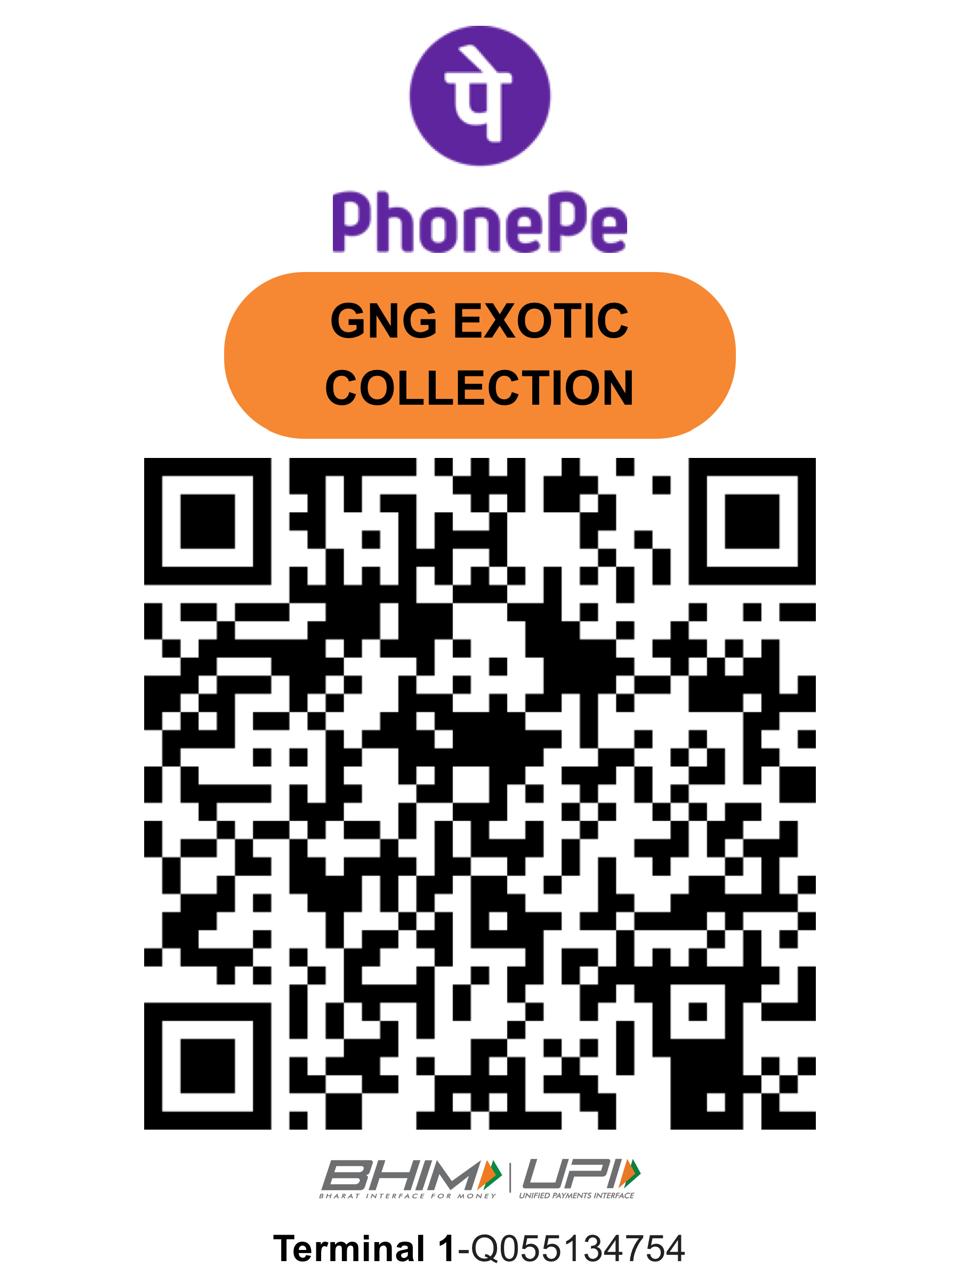 पे
PhonePe
GNG EXOTIC
COLLECTION
BHIM | UPI
BHARAT INTERFACE FOR MONEY UNIFIED PAYMENTS INTERFACE
Terminal 1-Q055134754